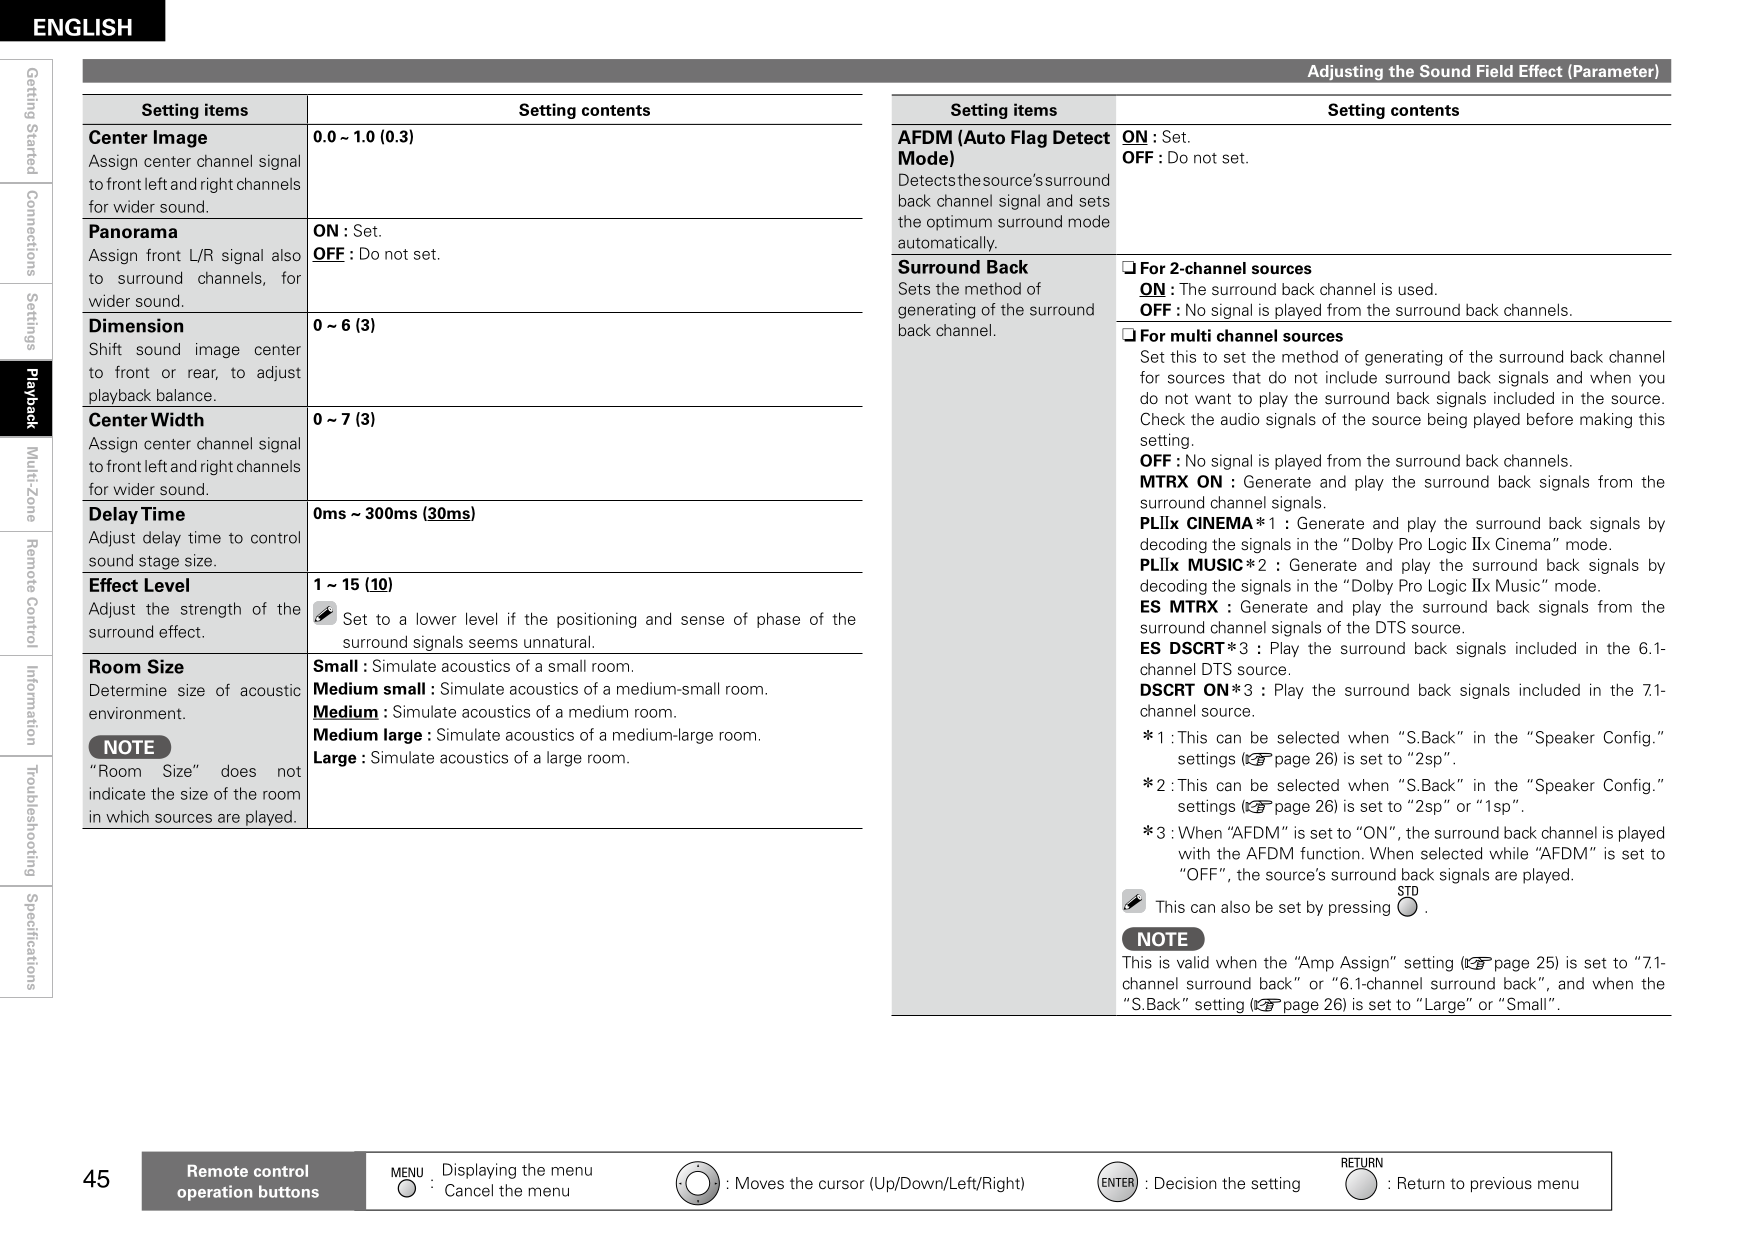 ENGLISH
Getting Started
Connections
Settings
Playback
Multi-Zone
Remote Control
Information
Troubleshooting
Specifications
Adjusting the Sound Field Effect (Parameter)
Setting items
Setting contents
Center Image
Assign center channel signal
to front left and right channels
for wider sound.
0.0 ~ 1.0 (0.3)
Panorama
Assign front L/R signal also
to surround channels, for
wider sound.
ON : Set.
OFF : Do not set.
Dimension
Shift sound image center
to front or rear, to adjust
playback balance.
0 ~ 6 (3)
Center Width
Assign center channel signal
to front left and right channels
for wider sound.
0 ~ 7 (3)
Delay Time
Adjust delay time to control
sound stage size.
0ms ~ 300ms (30ms)
Effect Level
Adjust the strength of the
surround effect.
1 ~ 15 (10)
Set to a lower level if the positioning and sense of phase of the
surround signals seems unnatural.
Room Size
Determine size of acoustic
environment.
NOTE
“Room Size” does not
indicate the size of the room
in which sources are played.
Small : Simulate acoustics of a small room.
Medium small : Simulate acoustics of a medium-small room.
Medium : Simulate acoustics of a medium room.
Medium large : Simulate acoustics of a medium-large room.
Large : Simulate acoustics of a large room.
Setting items
Setting contents
AFDM (Auto Flag Detect
Mode)
Detects the source’s surround
back channel signal and sets
the optimum surround mode
automatically.
ON : Set.
OFF : Do not set.
Surround Back
Sets the method of
generating of the surround
back channel.
❏ For 2-channel sources
ON : The surround back channel is used.
OFF : No signal is played from the surround back channels.
❏ For multi channel sources
Set this to set the method of generating of the surround back channel
for sources that do not include surround back signals and when you
do not want to play the surround back signals included in the source.
Check the audio signals of the source being played before making this
setting.
OFF : No signal is played from the surround back channels.
MTRX ON : Generate and play the surround back signals from the
surround channel signals.
PLⅡx CINEMA＊1 : Generate and play the surround back signals by
decoding the signals in the “Dolby Pro Logic Ⅱx Cinema” mode.
PLⅡx MUSIC＊2 : Generate and play the surround back signals by
decoding the signals in the “Dolby Pro Logic Ⅱx Music” mode.
ES MTRX : Generate and play the surround back signals from the
surround channel signals of the DTS source.
ES DSCRT＊3 : Play the surround back signals included in the 6.1-
channel DTS source.
DSCRT ON＊3 : Play the surround back signals included in the 7.1-
channel source.
＊1 : This can be selected when “S.Back” in the “Speaker Config.”
settings (☞page 26) is set to “2sp”.
＊2 : This can be selected when “S.Back” in the “Speaker Config.”
settings (☞page 26) is set to “2sp” or “1sp”.
＊3 : When “AFDM” is set to “ON”, the surround back channel is played
with the AFDM function. When selected while “AFDM” is set to
“OFF”, the source’s surround back signals are played.
STD
This can also be set by pressing .
NOTE
This is valid when the “Amp Assign” setting (☞page 25) is set to “7.1-
channel surround back” or “6.1-channel surround back”, and when the
“S.Back” setting (☞page 26) is set to “Large” or “Small”.
45
Remote control
operation buttons
MENU : Displaying the menu
Cancel the menu
: Moves the cursor (Up/Down/Left/Right)
ENTER : Decision the setting
RETURN
: Return to previous menu